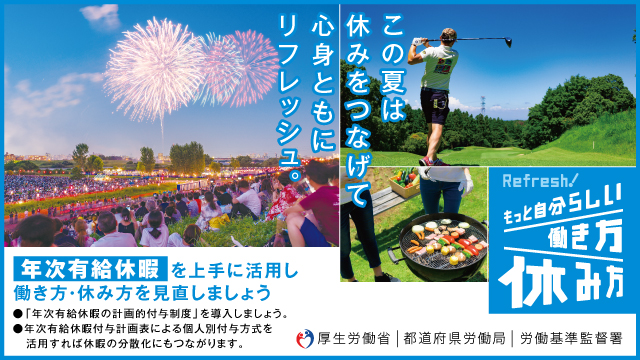 この夏は
休みをつなげて
心身ともに
リフレッシュ。
Refresh!
もっと自分らしい
働き方
休み方
年次有給休暇を上手に活用し
働き方・休み方を見直しましょう
●「年次有給休暇の計画的付与制度」を導入しましょう。
●年次有給休暇付与計画表による個人別付与方式を
活用すれば休暇の分散化にもつながります。
厚生労働省|都道府県労働局|労働基準監督署